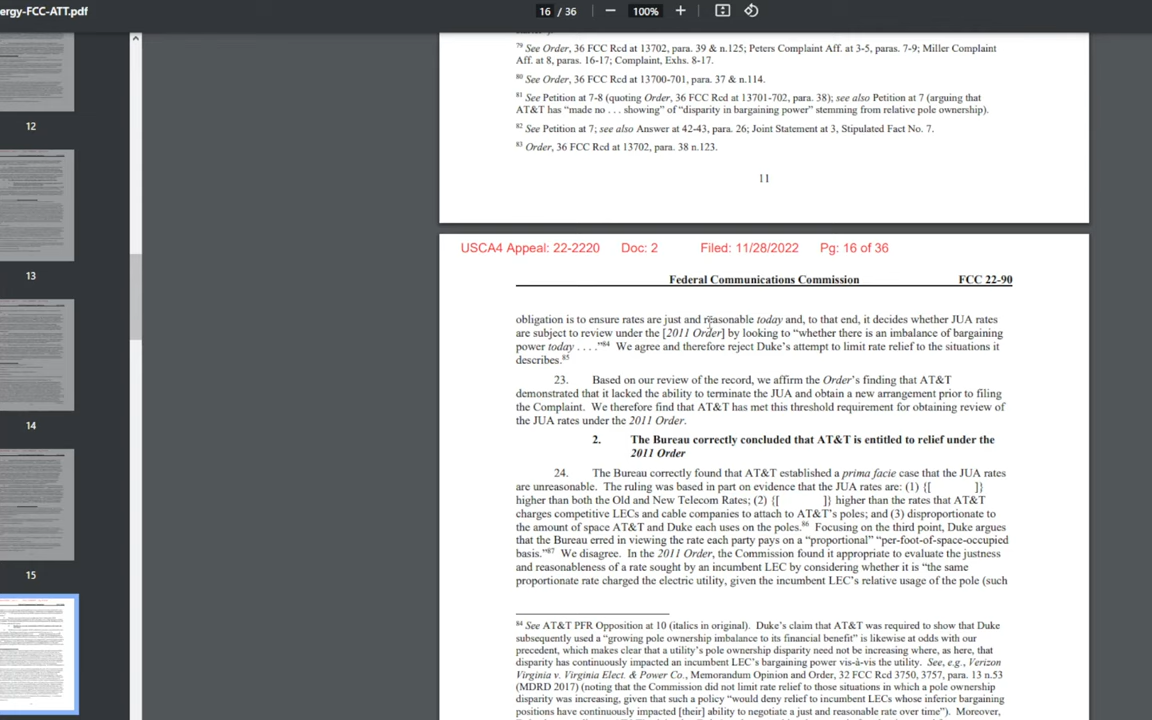 ergy-FCC-ATT.pdf
16 / 36
100%
12
13
14
15
79 See Order, 36 FCC Rcd at 13702, para. 39 & n.125; Peters Complaint Aff. at 3-5, paras. 7-9; Miller Complaint
Aff. at 8, paras. 16-17; Complaint, Exhs. 8-17.
80 See Order, 36 FCC Rcd at 13700-701, para. 37 & n.114.
81 See Petition at 7-8 (quoting Order, 36 FCC Rcd at 13701-702, para. 38); see also Petition at 7 (arguing that
AT&T has “made no . . . showing” of “disparity in bargaining power” stemming from relative pole ownership).
82 See Petition at 7; see also Answer at 42-43, para. 26; Joint Statement at 3, Stipulated Fact No. 7.
83 Order, 36 FCC Rcd at 13702, para. 38 n.123.
11
USCA4 Appeal: 22-2220 Doc: 2 Filed: 11/28/2022 Pg: 16 of 36
Federal Communications Commission FCC 22-90
obligation is to ensure rates are just and reasonable today and, to that end, it decides whether JUA rates
are subject to review under the [2011 Order] by looking to “whether there is an imbalance of bargaining
power today . . . .”84 We agree and therefore reject Duke’s attempt to limit rate relief to the situations it
describes.85
23. Based on our review of the record, we affirm the Order’s finding that AT&T
demonstrated that it lacked the ability to terminate the JUA and obtain a new arrangement prior to filing
the Complaint. We therefore find that AT&T has met this threshold requirement for obtaining review of
the JUA rates under the 2011 Order.
2. The Bureau correctly concluded that AT&T is entitled to relief under the
2011 Order
24. The Bureau correctly found that AT&T established a prima facie case that the JUA rates
are unreasonable. The ruling was based in part on evidence that the JUA rates are: (1) {[ ]}
higher than both the Old and New Telecom Rates; (2) {[ ]} higher than the rates that AT&T
charges competitive LECs and cable companies to attach to AT&T’s poles; and (3) disproportionate to
the amount of space AT&T and Duke each uses on the poles.86 Focusing on the third point, Duke argues
that the Bureau erred in viewing the rate each party pays on a “proportional” “per-foot-of-space-occupied
basis.”87 We disagree. In the 2011 Order, the Commission found it appropriate to evaluate the justness
and reasonableness of a rate sought by an incumbent LEC by considering whether it is “the same
proportionate rate charged the electric utility, given the incumbent LEC’s relative usage of the pole (such
84 See AT&T PFR Opposition at 10 (italics in original). Duke’s claim that AT&T was required to show that Duke
subsequently used a “growing pole ownership imbalance to its financial benefit” is likewise at odds with our
precedent, which makes clear that a utility’s pole ownership disparity need not be increasing where, as here, that
disparity has continuously impacted an incumbent LEC’s bargaining power vis-à-vis the utility. See, e.g., Verizon
Virginia v. Virginia Elect. & Power Co., Memorandum Opinion and Order, 32 FCC Rcd 3750, 3757, para. 13 n.53
(MDRD 2017) (noting that the Commission did not limit rate relief to those situations in which a pole ownership
disparity was increasing, given that such a policy “would deny relief to incumbent LECs whose inferior bargaining
positions have continuously impacted [their] ability to negotiate a just and reasonable rate over time”). Moreover,